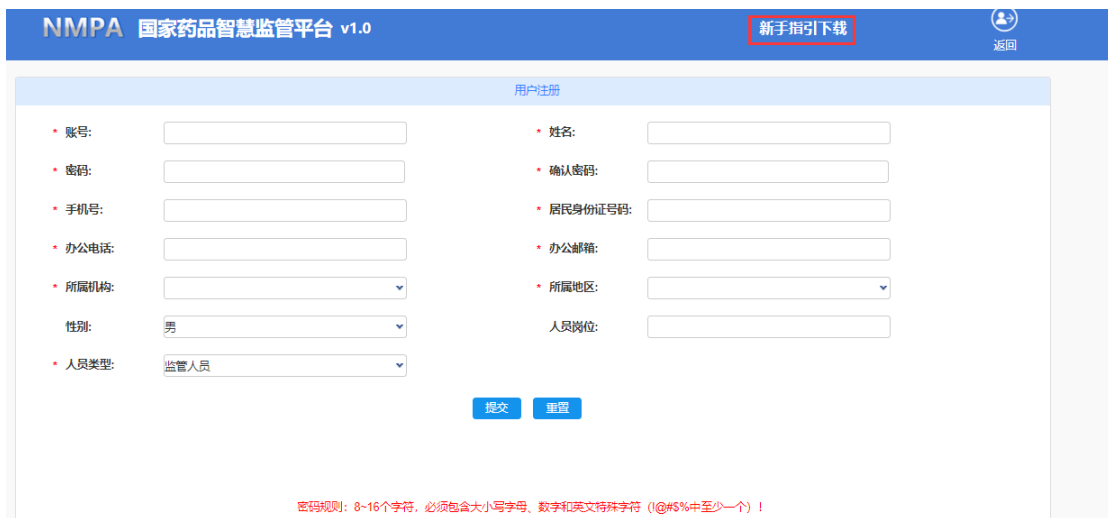 NMPA 国家药品智慧监管平台 v1.0 新手指引下载
返回
用户注册
* 账号: * 姓名:
* 密码: * 确认密码:
* 手机号: * 居民身份证号码:
* 办公电话: * 办公邮箱:
* 所属机构: * 所属地区:
性别: 男 人员岗位:
* 人员类型: 监管人员
提交 重置
密码规则：8~16个字符，必须包含大小写字母、数字和英文特殊字符（!@#$%中至少一个）！